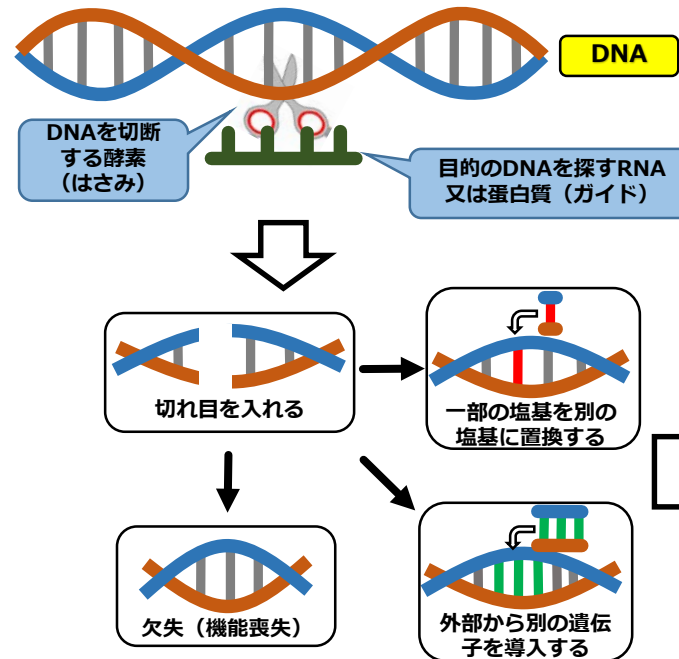 DNA
DNAを切断
する酵素
（はさみ）
目的のDNAを探すRNA
又は蛋白質（ガイド）
切れ目を入れる
一部の塩基を別の
塩基に置換する
欠失（機能喪失）
外部から別の遺伝
子を導入する